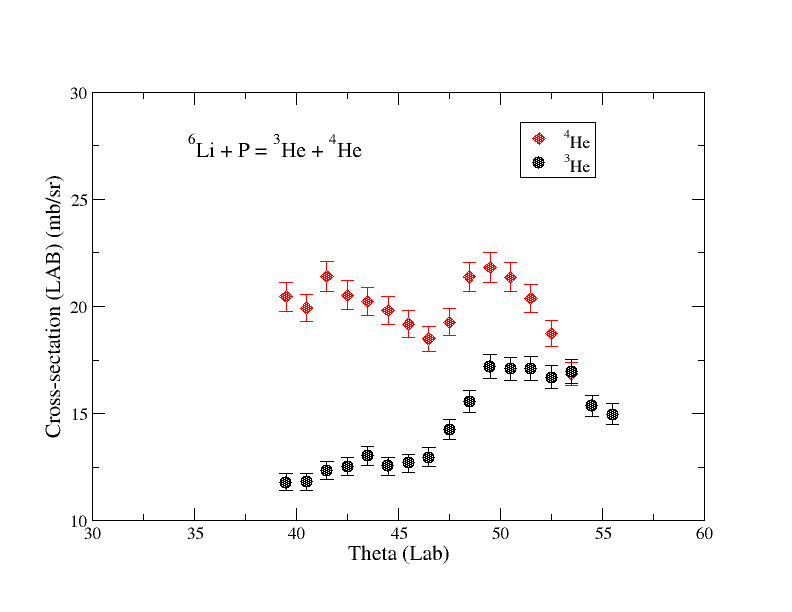 30
25
20
15
10
Cross-sectation (LAB) (mb/sr)
⁶Li + P = ³He + ⁴He
⁴He
³He
30 35 40 45 50 55 60
Theta (Lab)